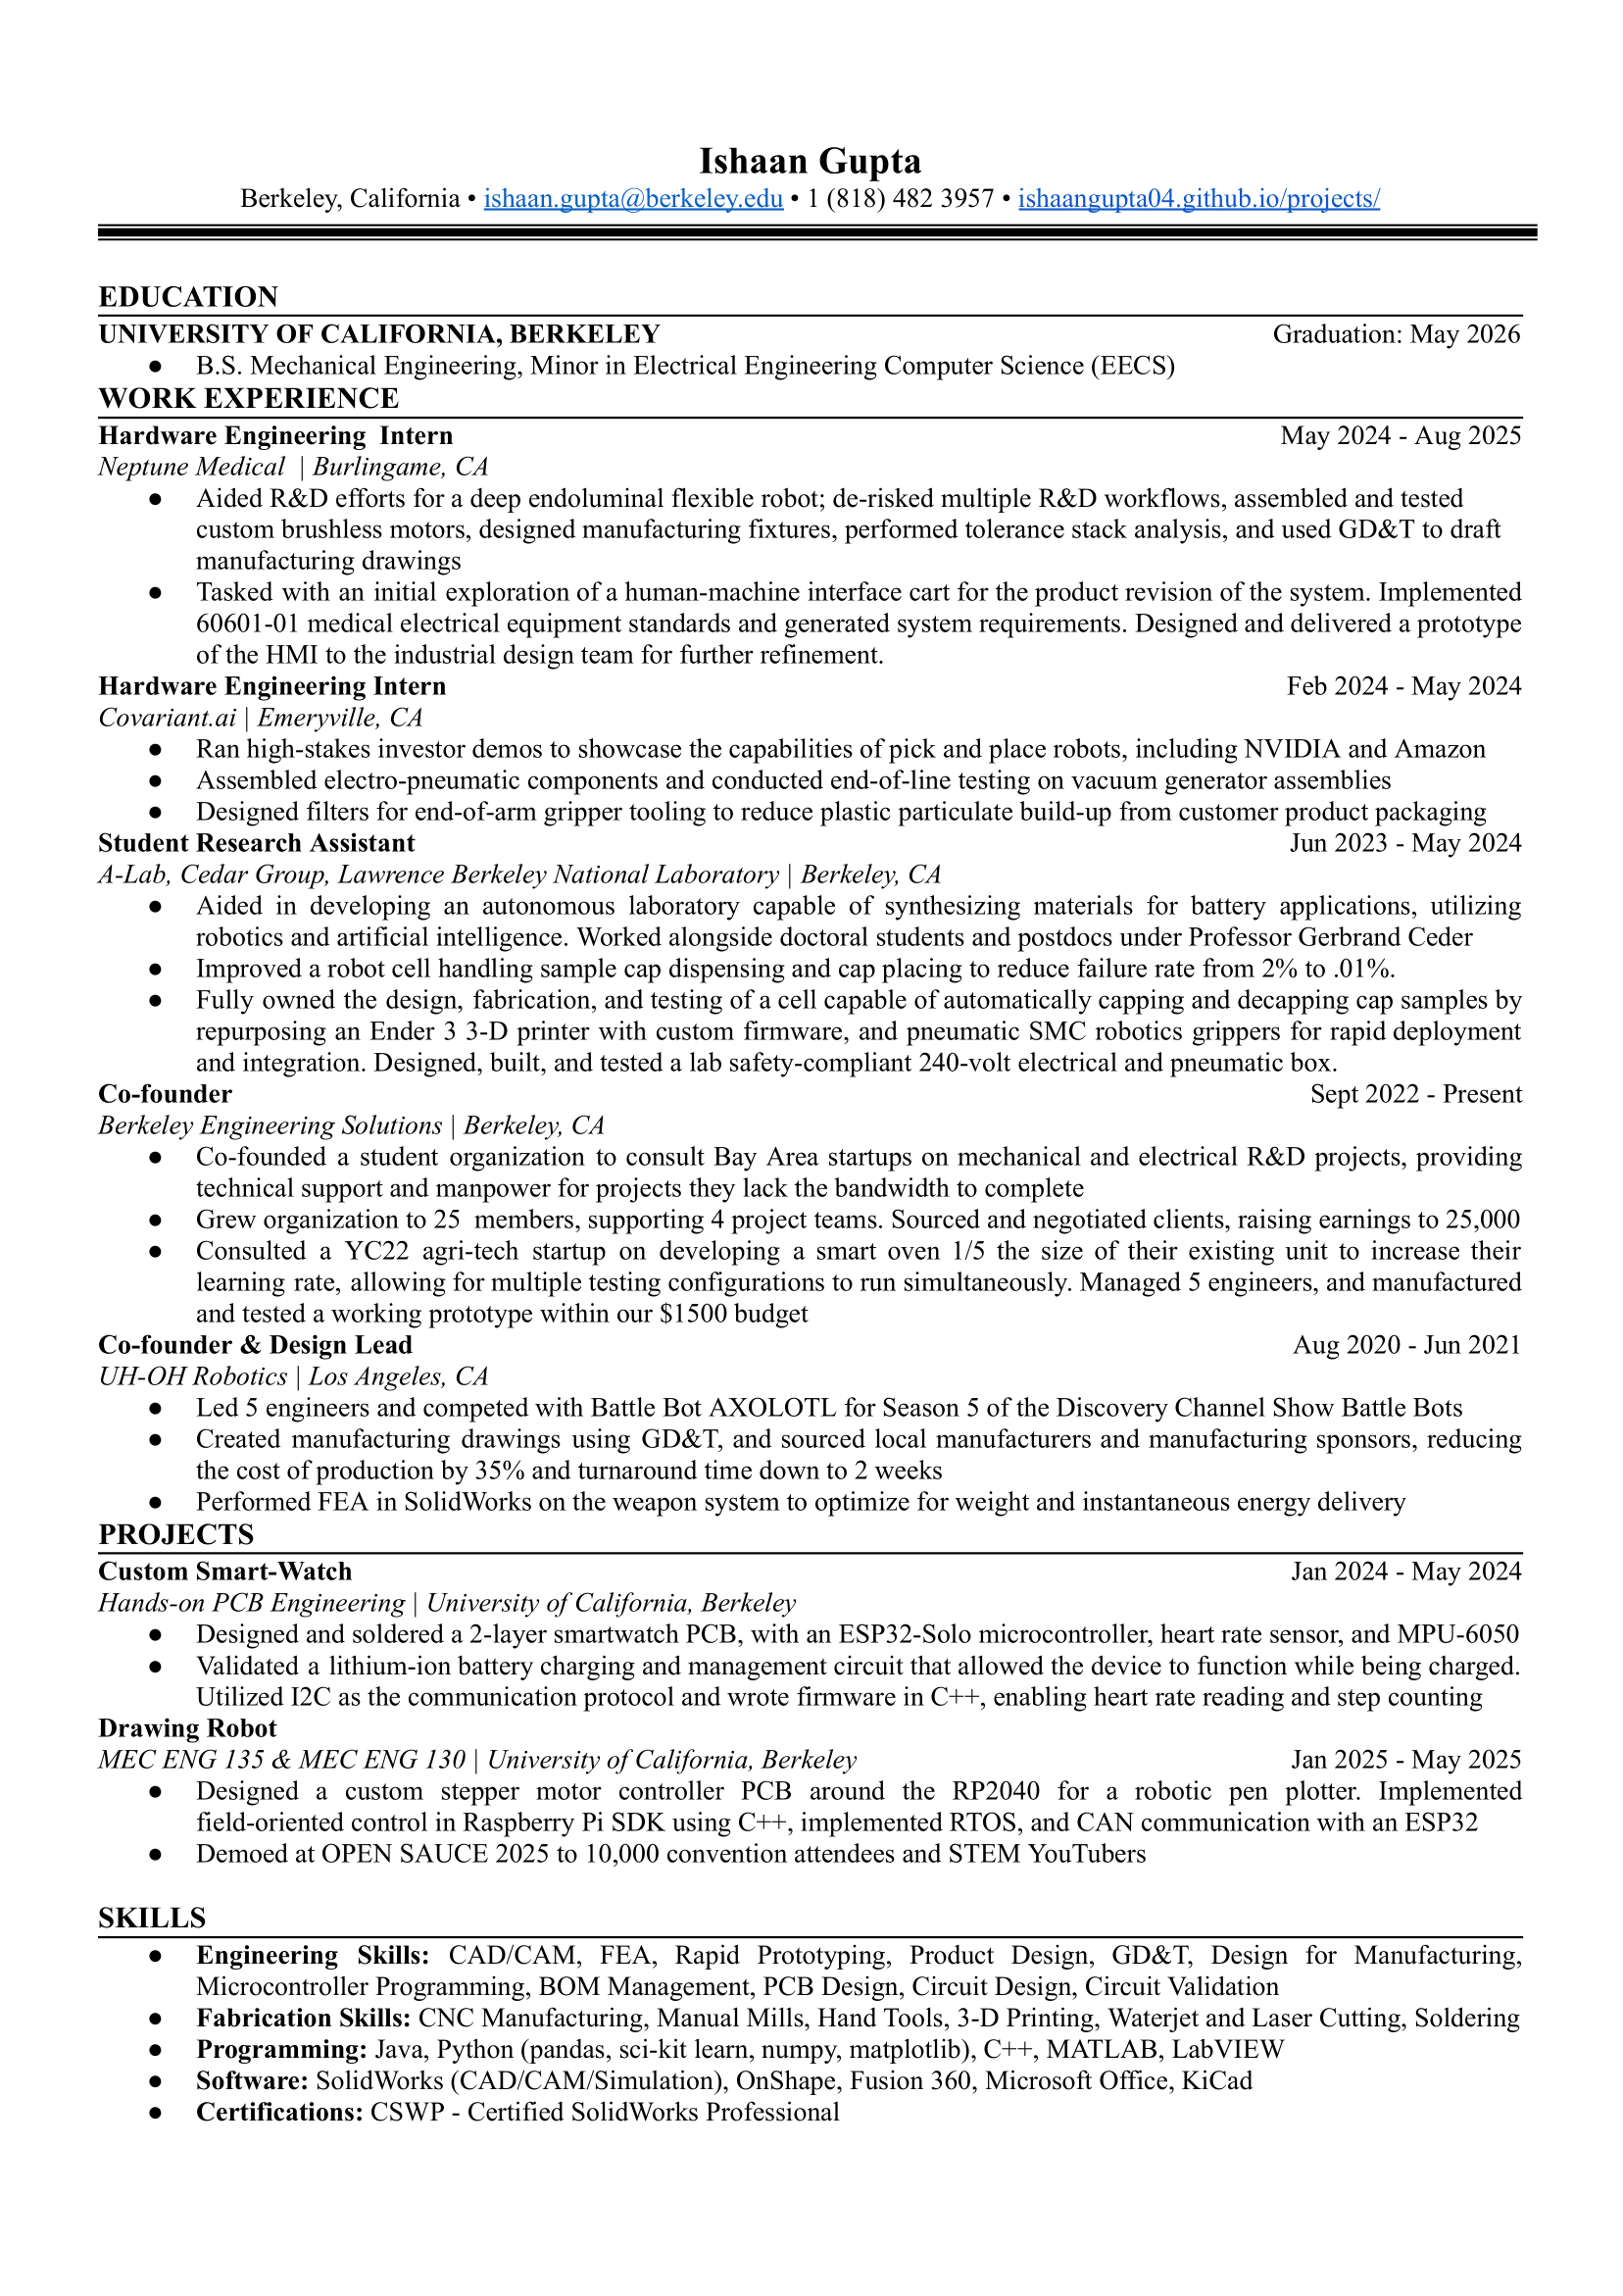 Ishaan Gupta
Berkeley, California • ishaan.gupta@berkeley.edu • 1 (818) 482 3957 • ishaangupta04.github.io/projects/
EDUCATION
UNIVERSITY OF CALIFORNIA, BERKELEY Graduation: May 2026
● B.S. Mechanical Engineering, Minor in Electrical Engineering Computer Science (EECS)
WORK EXPERIENCE
Hardware Engineering Intern May 2024 - Aug 2025
Neptune Medical | Burlingame, CA
● Aided R&D efforts for a deep endoluminal flexible robot; de-risked multiple R&D workflows, assembled and tested
custom brushless motors, designed manufacturing fixtures, performed tolerance stack analysis, and used GD&T to draft
manufacturing drawings
● Tasked with an initial exploration of a human-machine interface cart for the product revision of the system. Implemented
60601-01 medical electrical equipment standards and generated system requirements. Designed and delivered a prototype
of the HMI to the industrial design team for further refinement.
Hardware Engineering Intern Feb 2024 - May 2024
Covariant.ai | Emeryville, CA
● Ran high-stakes investor demos to showcase the capabilities of pick and place robots, including NVIDIA and Amazon
● Assembled electro-pneumatic components and conducted end-of-line testing on vacuum generator assemblies
● Designed filters for end-of-arm gripper tooling to reduce plastic particulate build-up from customer product packaging
Student Research Assistant Jun 2023 - May 2024
A-Lab, Cedar Group, Lawrence Berkeley National Laboratory | Berkeley, CA
● Aided in developing an autonomous laboratory capable of synthesizing materials for battery applications, utilizing
robotics and artificial intelligence. Worked alongside doctoral students and postdocs under Professor Gerbrand Ceder
● Improved a robot cell handling sample cap dispensing and cap placing to reduce failure rate from 2% to .01%.
● Fully owned the design, fabrication, and testing of a cell capable of automatically capping and decapping cap samples by
repurposing an Ender 3 3-D printer with custom firmware, and pneumatic SMC robotics grippers for rapid deployment
and integration. Designed, built, and tested a lab safety-compliant 240-volt electrical and pneumatic box.
Co-founder Sept 2022 - Present
Berkeley Engineering Solutions | Berkeley, CA
● Co-founded a student organization to consult Bay Area startups on mechanical and electrical R&D projects, providing
technical support and manpower for projects they lack the bandwidth to complete
● Grew organization to 25 members, supporting 4 project teams. Sourced and negotiated clients, raising earnings to 25,000
● Consulted a YC22 agri-tech startup on developing a smart oven 1/5 the size of their existing unit to increase their
learning rate, allowing for multiple testing configurations to run simultaneously. Managed 5 engineers, and manufactured
and tested a working prototype within our $1500 budget
Co-founder & Design Lead Aug 2020 - Jun 2021
UH-OH Robotics | Los Angeles, CA
● Led 5 engineers and competed with Battle Bot AXOLOTL for Season 5 of the Discovery Channel Show Battle Bots
● Created manufacturing drawings using GD&T, and sourced local manufacturers and manufacturing sponsors, reducing
the cost of production by 35% and turnaround time down to 2 weeks
● Performed FEA in SolidWorks on the weapon system to optimize for weight and instantaneous energy delivery
PROJECTS
Custom Smart-Watch Jan 2024 - May 2024
Hands-on PCB Engineering | University of California, Berkeley
● Designed and soldered a 2-layer smartwatch PCB, with an ESP32-Solo microcontroller, heart rate sensor, and MPU-6050
● Validated a lithium-ion battery charging and management circuit that allowed the device to function while being charged.
Utilized I2C as the communication protocol and wrote firmware in C++, enabling heart rate reading and step counting
Drawing Robot
MEC ENG 135 & MEC ENG 130 | University of California, Berkeley Jan 2025 - May 2025
● Designed a custom stepper motor controller PCB around the RP2040 for a robotic pen plotter. Implemented
field-oriented control in Raspberry Pi SDK using C++, implemented RTOS, and CAN communication with an ESP32
● Demoed at OPEN SAUCE 2025 to 10,000 convention attendees and STEM YouTubers
SKILLS
● Engineering Skills: CAD/CAM, FEA, Rapid Prototyping, Product Design, GD&T, Design for Manufacturing,
Microcontroller Programming, BOM Management, PCB Design, Circuit Design, Circuit Validation
● Fabrication Skills: CNC Manufacturing, Manual Mills, Hand Tools, 3-D Printing, Waterjet and Laser Cutting, Soldering
● Programming: Java, Python (pandas, sci-kit learn, numpy, matplotlib), C++, MATLAB, LabVIEW
● Software: SolidWorks (CAD/CAM/Simulation), OnShape, Fusion 360, Microsoft Office, KiCad
● Certifications: CSWP - Certified SolidWorks Professional